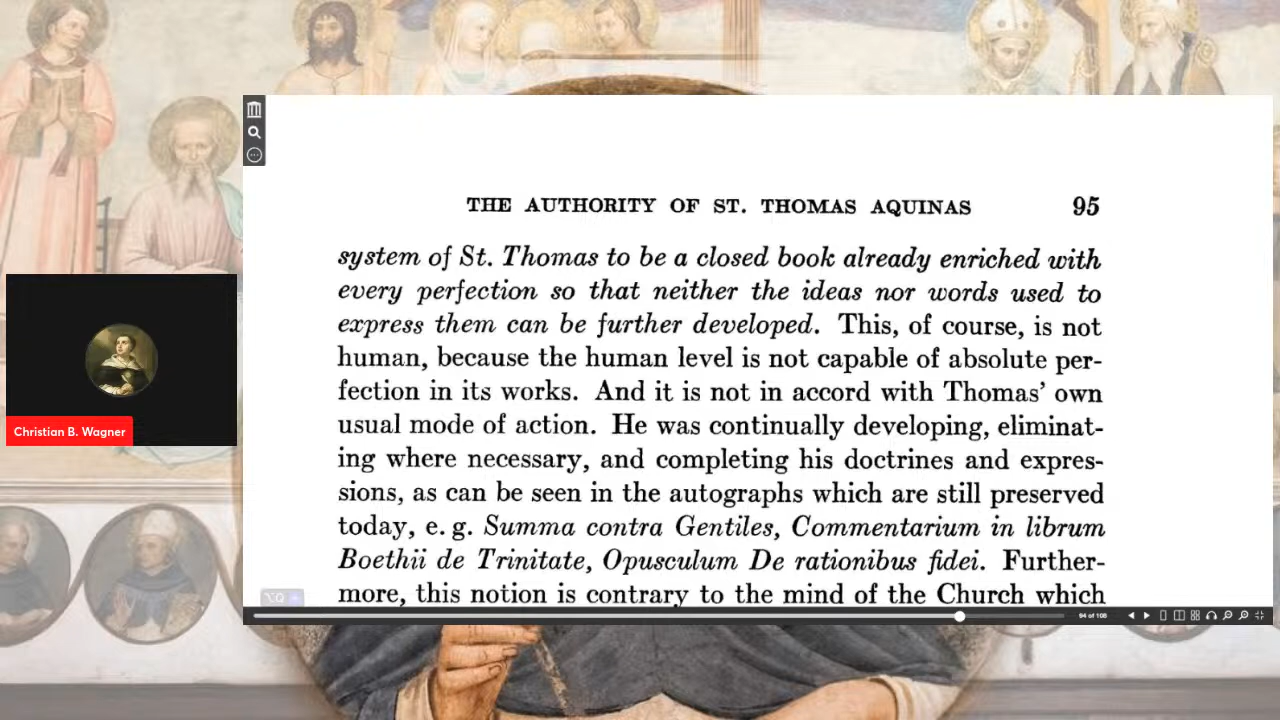 THE AUTHORITY OF ST. THOMAS AQUINAS 95
system of St. Thomas to be a closed book already enriched with
every perfection so that neither the ideas nor words used to
express them can be further developed. This, of course, is not
human, because the human level is not capable of absolute per-
fection in its works. And it is not in accord with Thomas’ own
usual mode of action. He was continually developing, eliminat-
ing where necessary, and completing his doctrines and expres-
sions, as can be seen in the autographs which are still preserved
today, e. g. Summa contra Gentiles, Commentarium in librum
Boethii de Trinitate, Opusculum De rationibus fidei. Further-
more, this notion is contrary to the mind of the Church which
Christian B. Wagner
94 of 108